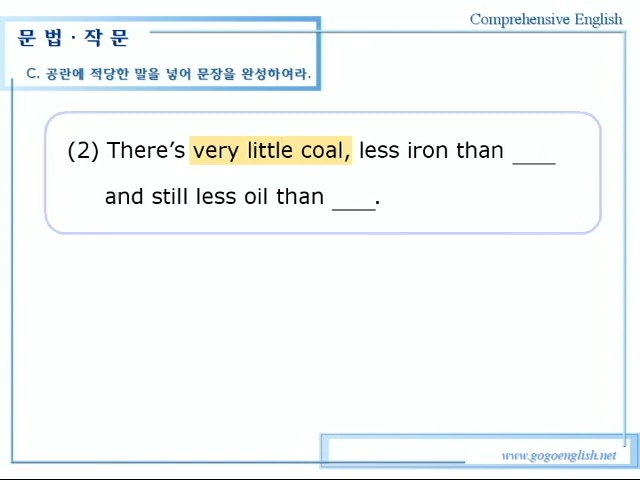 Comprehensive English
문 법 · 작 문
C. 공란에 적당한 말을 넣어 문장을 완성하여라.
(2) There's very little coal, less iron than ____
and still less oil than ____.
www.gogoenglish.net